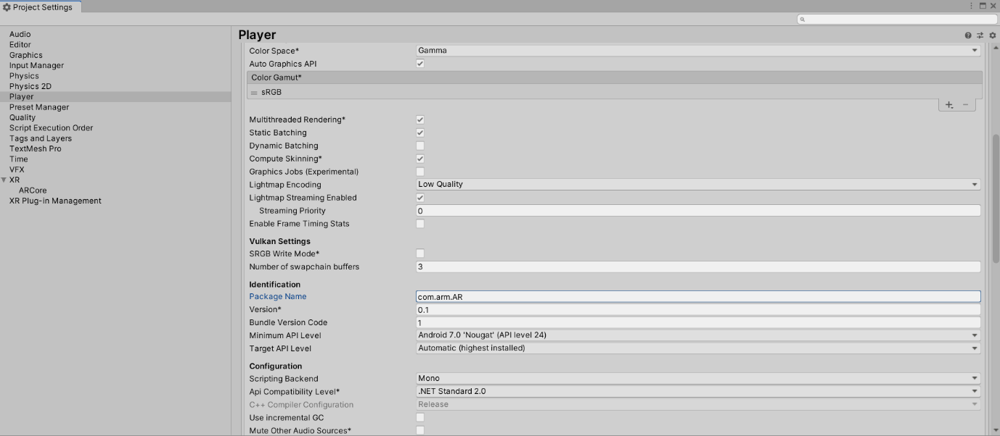 Project Settings
Audio
Editor
Graphics
Input Manager
Physics
Physics 2D
Player
Preset Manager
Quality
Script Execution Order
Tags and Layers
TextMesh Pro
Time
VFX
XR
ARCore
XR Plug-in Management
Player
Color Space* Gamma
Auto Graphics API
Color Gamut*
sRGB
Multithreaded Rendering*
Static Batching
Dynamic Batching
Compute Skinning*
Graphics Jobs (Experimental)
Lightmap Encoding Low Quality
Lightmap Streaming Enabled
Streaming Priority 0
Enable Frame Timing Stats
Vulkan Settings
SRGB Write Mode*
Number of swapchain buffers 3
Identification
Package Name com.arm.AR
Version* 0.1
Bundle Version Code 1
Minimum API Level Android 7.0 'Nougat' (API level 24)
Target API Level Automatic (highest installed)
Configuration
Scripting Backend Mono
Api Compatibility Level* .NET Standard 2.0
C++ Compiler Configuration Release
Use incremental GC
Mute Other Audio Sources*